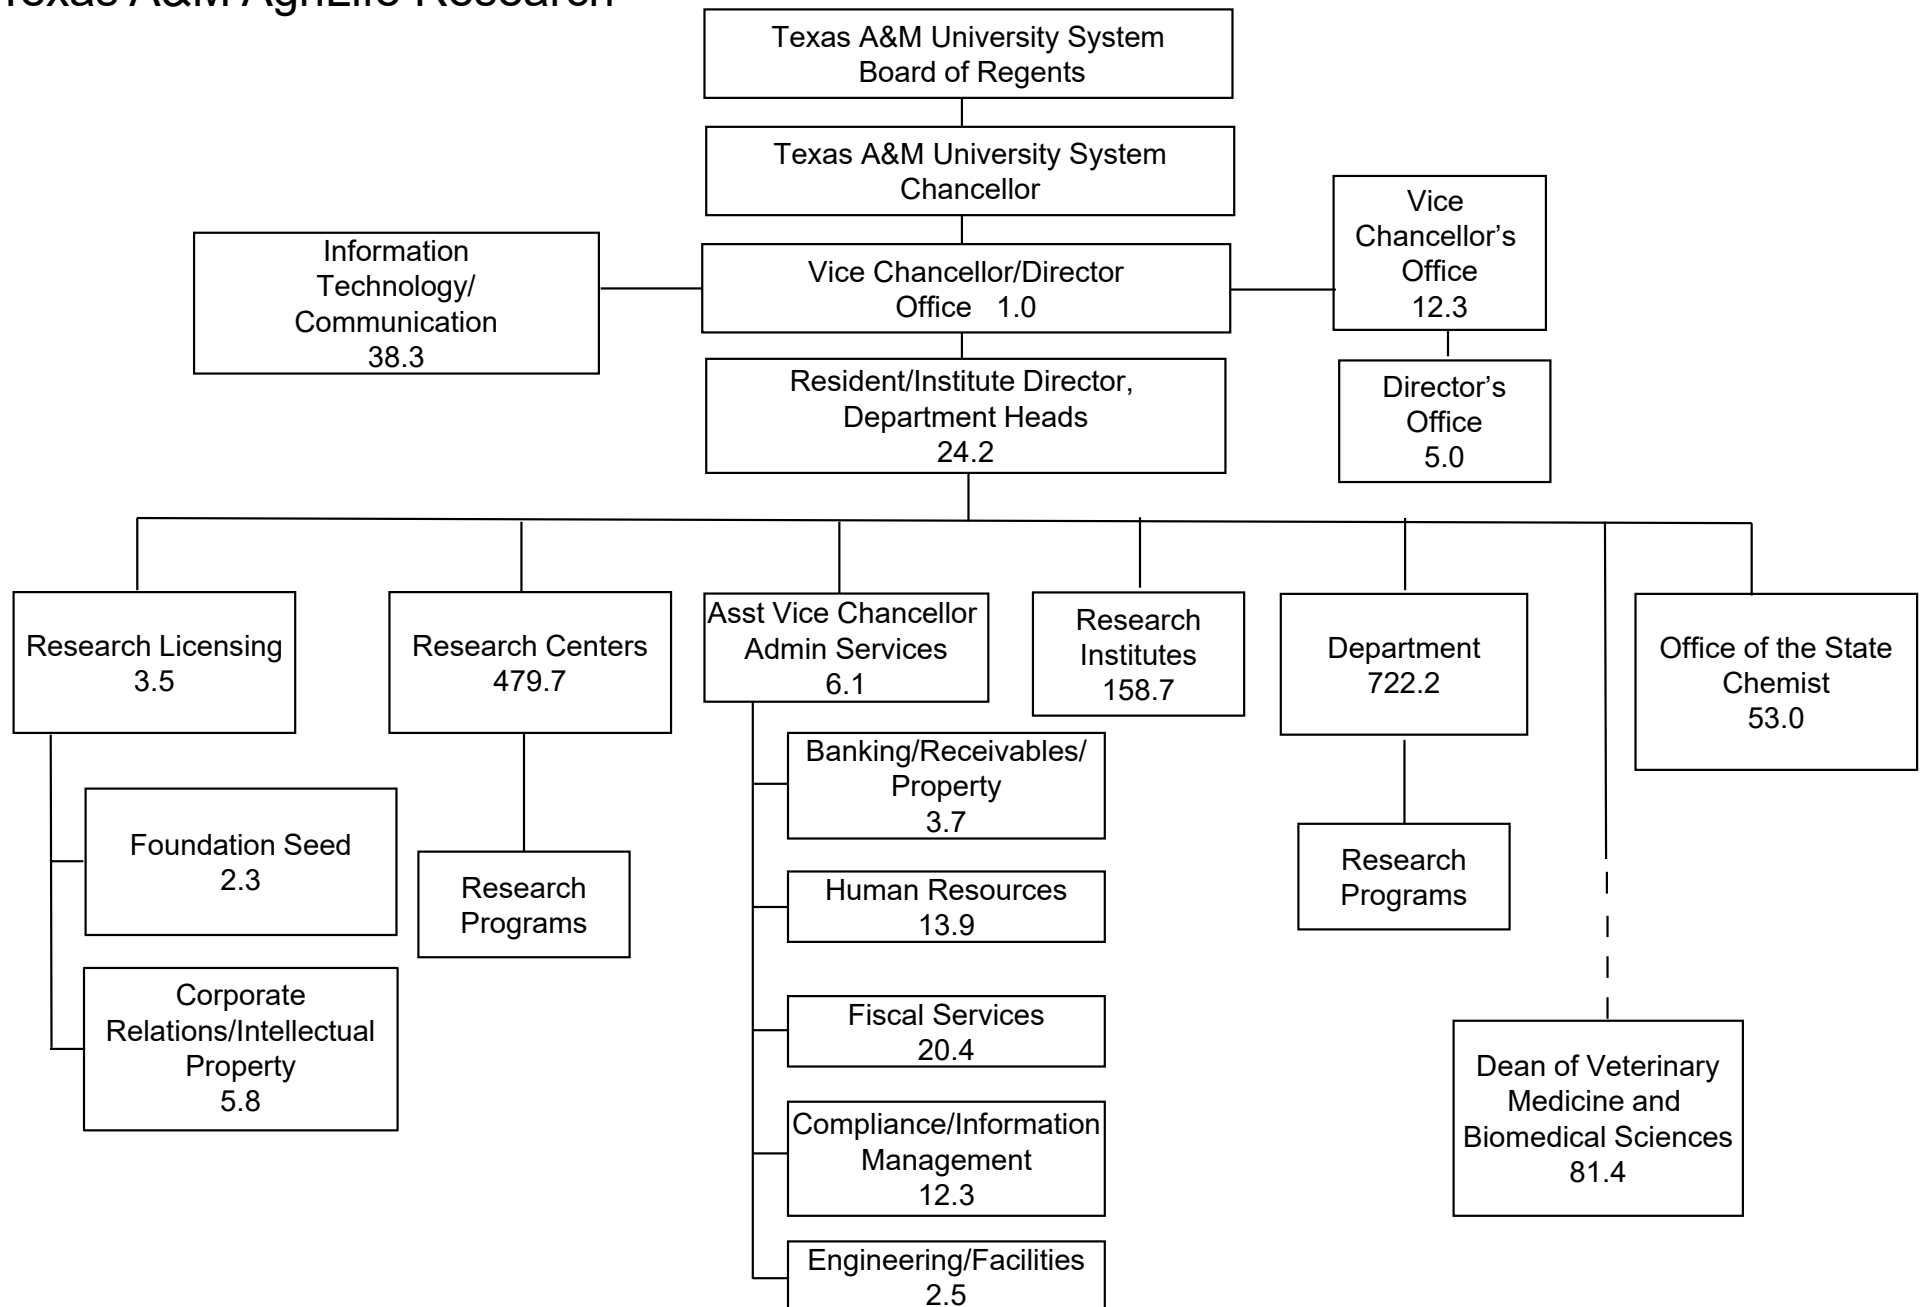 Texas A&M AgriLife Research
Texas A&M University System
Board of Regents
Texas A&M University System
Chancellor
Information
Technology/
Communication
38.3
Vice Chancellor/Director
Office 1.0
Vice
Chancellor’s
Office
12.3
Resident/Institute Director,
Department Heads
24.2
Director’s
Office
5.0
Research Licensing
3.5
Research Centers
479.7
Asst Vice Chancellor
Admin Services
6.1
Research
Institutes
158.7
Department
722.2
Office of the State
Chemist
53.0
Foundation Seed
2.3
Corporate
Relations/Intellectual
Property
5.8
Research
Programs
Banking/Receivables/
Property
3.7
Human Resources
13.9
Fiscal Services
20.4
Compliance/Information
Management
12.3
Engineering/Facilities
2.5
Research
Programs
Dean of Veterinary
Medicine and
Biomedical Sciences
81.4